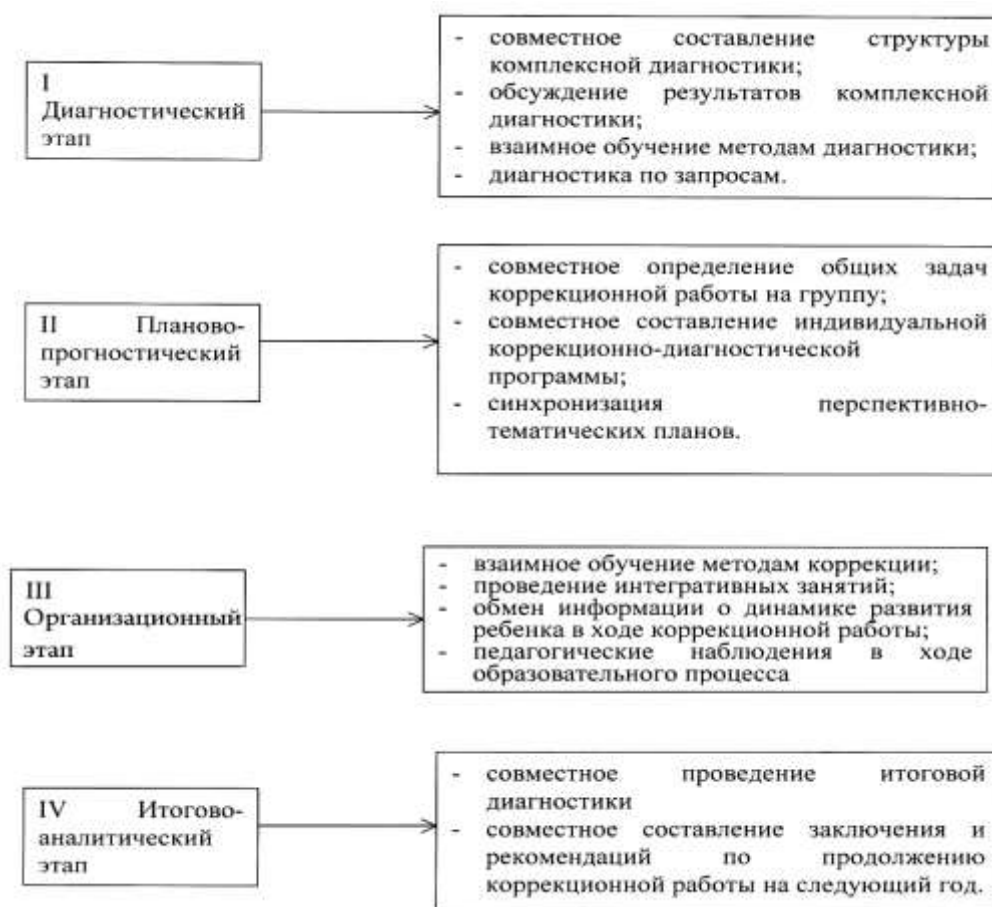 I
Диагностический
этап
- совместное составление структуры
комплексной диагностики;
- обсуждение результатов комплексной
диагностики;
- взаимное обучение методам диагностики;
- диагностика по запросам.
II Планово-
прогностический
этап
- совместное определение общих задач
коррекционной работы на группу;
- совместное составление индивидуальной
коррекционно-диагностической
программы;
- синхронизация перспективно-
тематических планов.
III
Организационный
этап
- взаимное обучение методам коррекции;
- проведение интегративных занятий;
- обмен информации о динамике развития
ребенка в ходе коррекционной работы;
- педагогические наблюдения в ходе
образовательного процесса
IV Итогово-
аналитический
этап
- совместное проведение итоговой
диагностики
- совместное составление заключения и
рекомендаций по продолжению
коррекционной работы на следующий год.